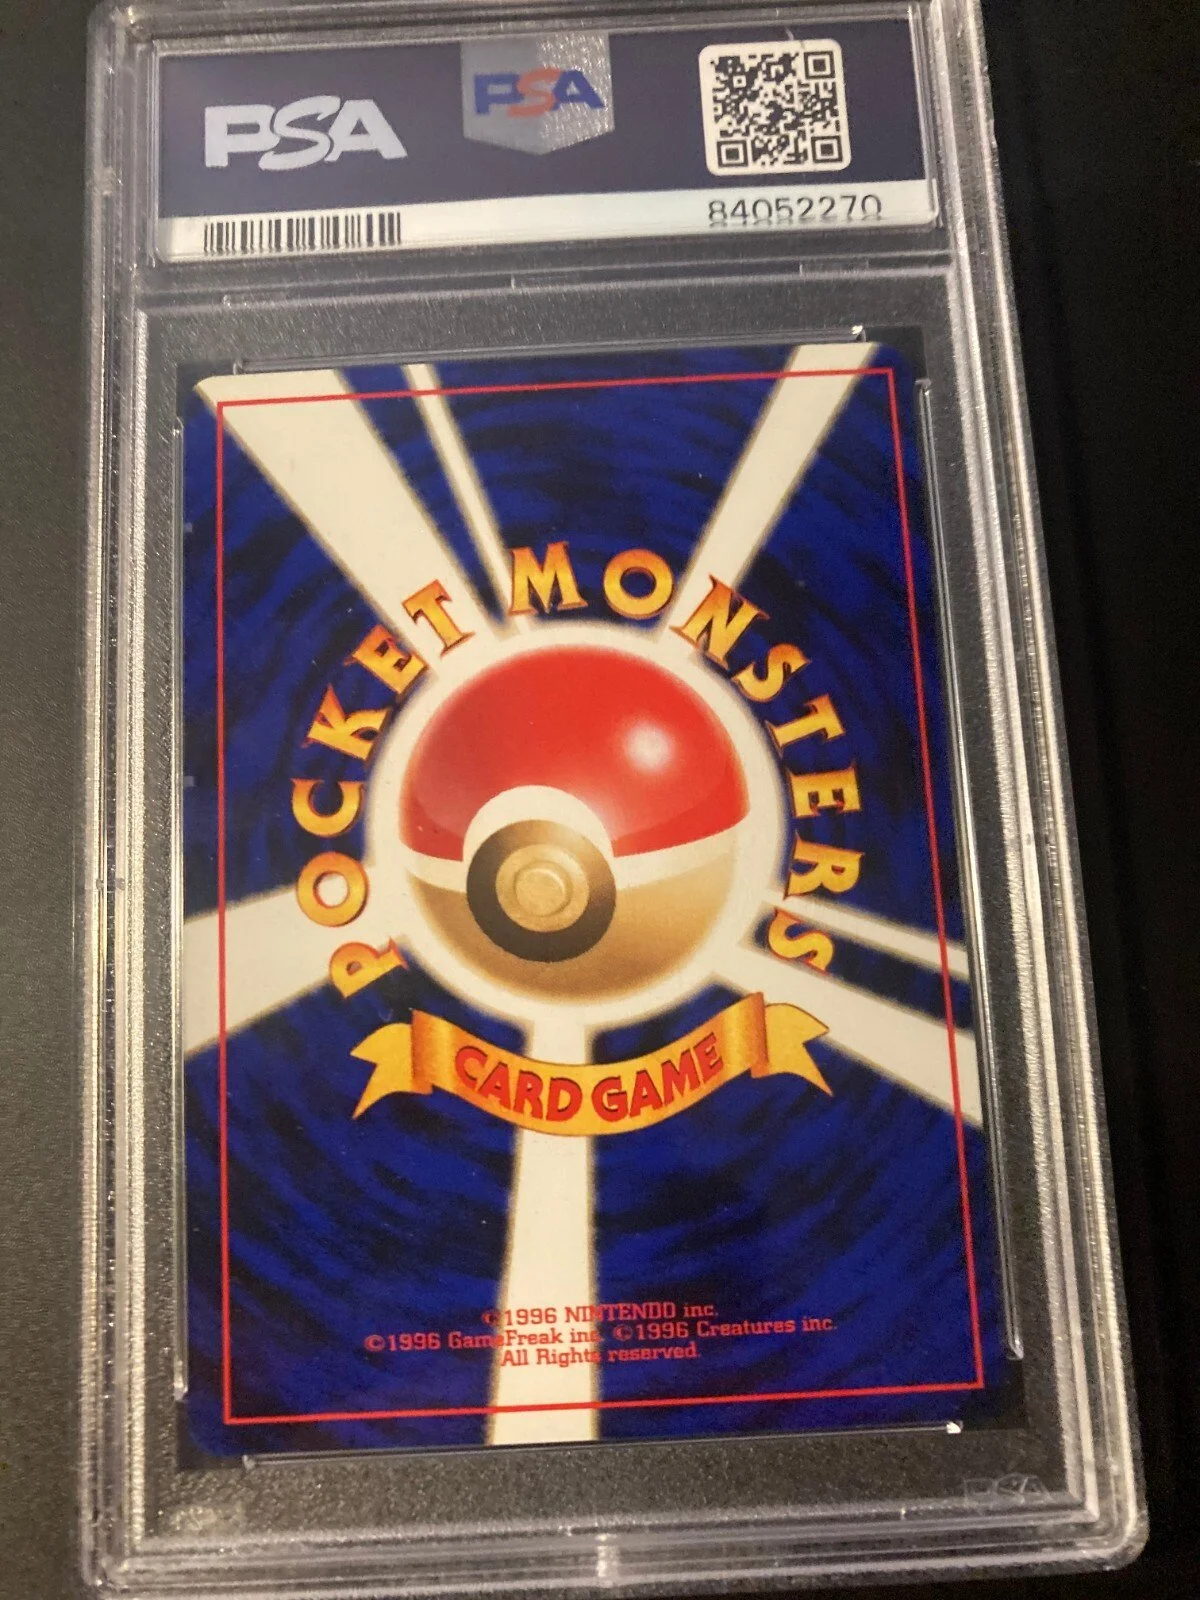 PSA
PSA
84052270
POCKET MONSTERS
CARD GAME
©1996 NINTENDO inc.
©1996 GameFreak inc. ©1996 Creatures inc.
All Rights reserved.
PSA